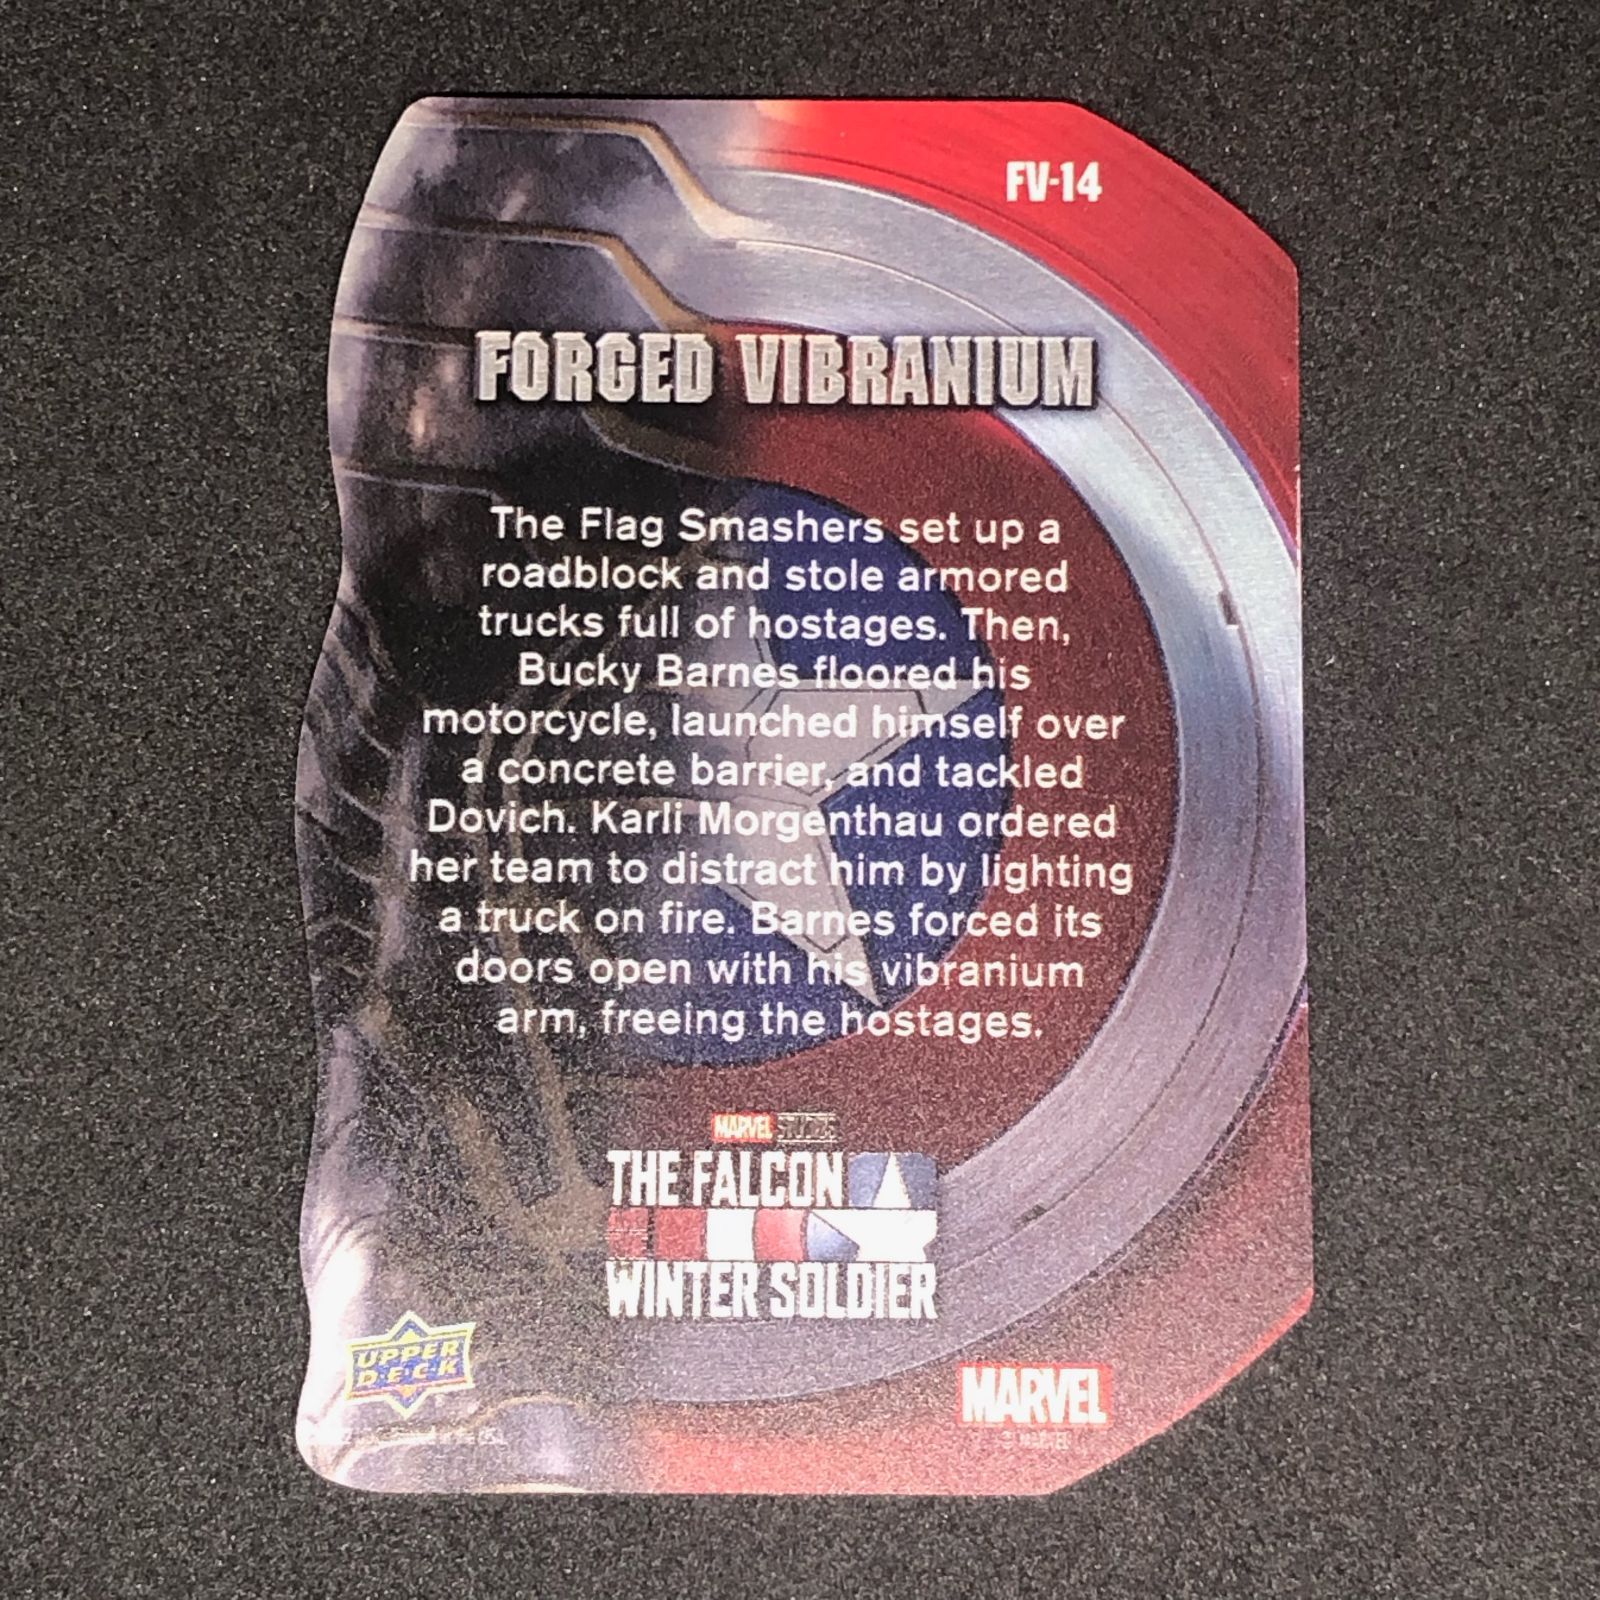 FV-14
FORGED VIBRANIUM
The Flag Smashers set up a
roadblock and stole armored
trucks full of hostages. Then,
Bucky Barnes floored his
motorcycle, launched himself over
a concrete barrier, and tackled
Dovich. Karli Morgenthau ordered
her team to distract him by lighting
a truck on fire. Barnes forced its
doors open with his vibranium
arm, freeing the hostages.
MARVEL STUDIOS
THE FALCON
WINTER SOLDIER
UPPER
DECK
MARVEL
© MARVEL